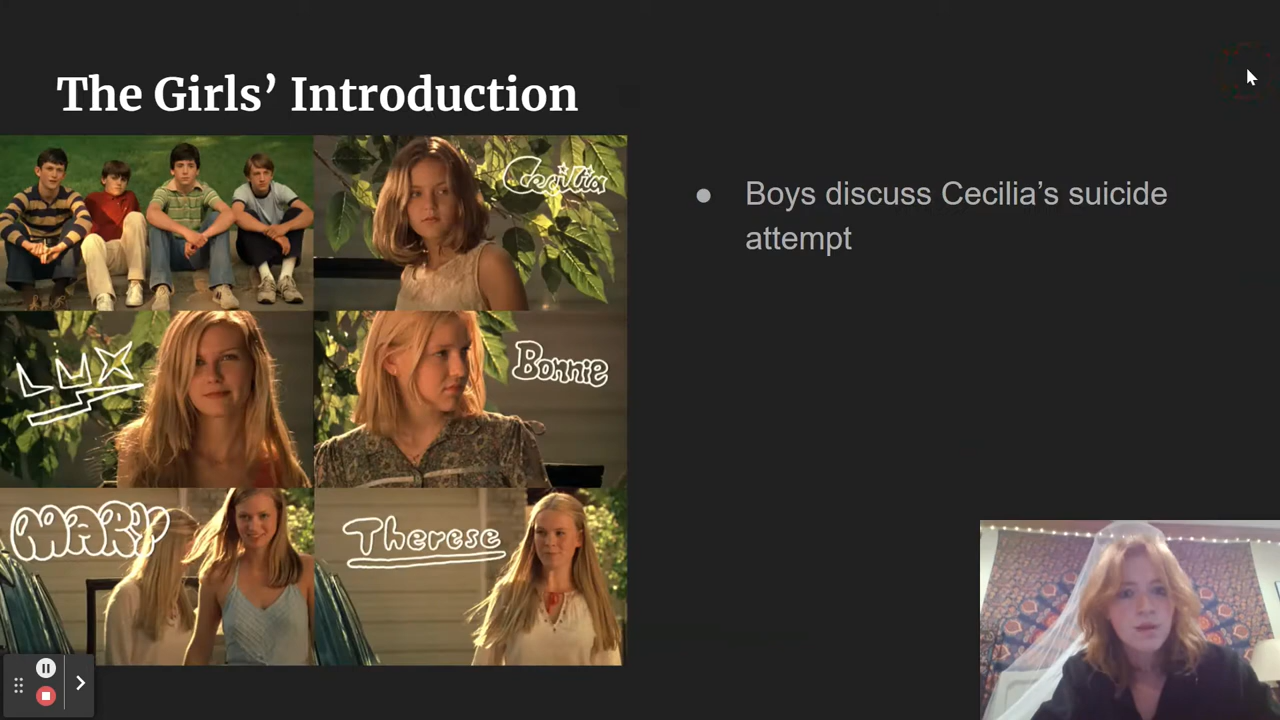 The Girls’ Introduction
Cecilia
LUX
Bonnie
MARY
Therese
● Boys discuss Cecilia’s suicide
attempt